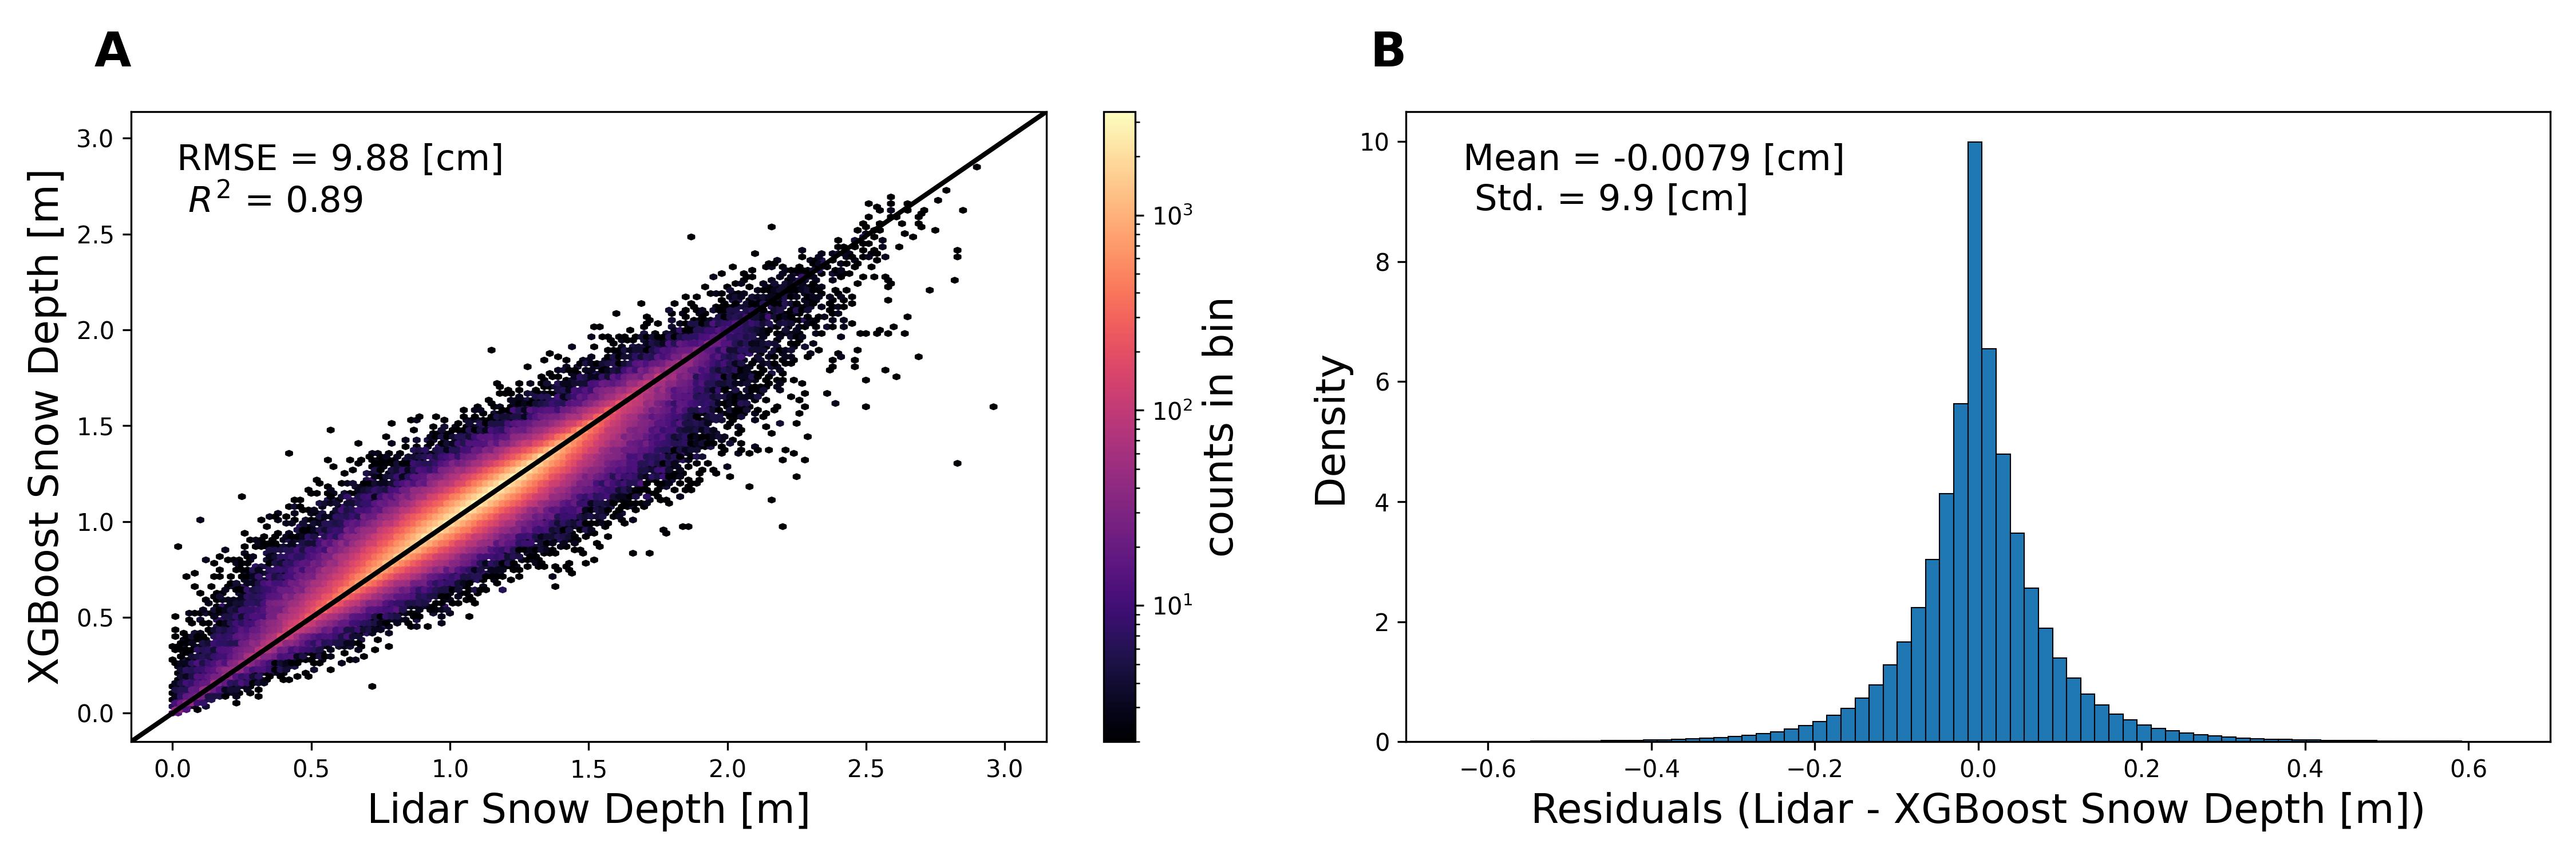 A
RMSE = 9.88 [cm]
R² = 0.89
XGBoost Snow Depth [m]
3.0
2.5
2.0
1.5
1.0
0.5
0.0
0.0 0.5 1.0 1.5 2.0 2.5 3.0
Lidar Snow Depth [m]
10³
10²
10¹
counts in bin
B
Mean = -0.0079 [cm]
Std. = 9.9 [cm]
Density
10
8
6
4
2
0
−0.6 −0.4 −0.2 0.0 0.2 0.4 0.6
Residuals (Lidar - XGBoost Snow Depth [m])